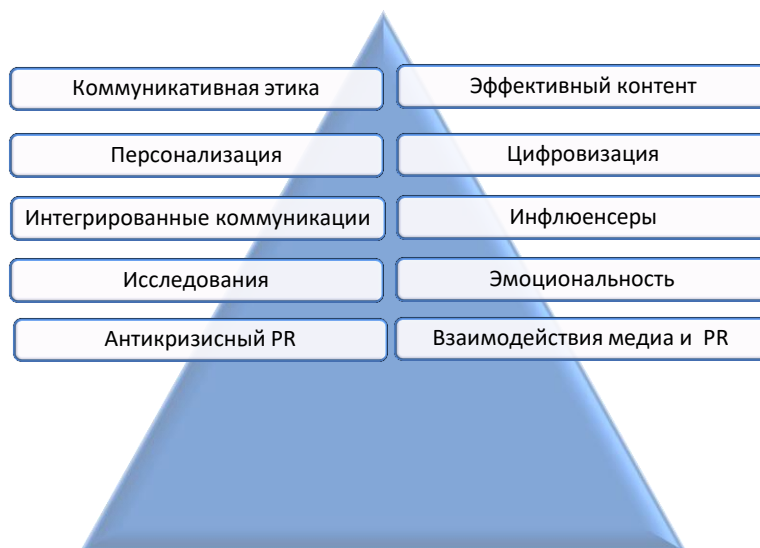 Коммуникативная этика
Эффективный контент
Персонализация
Цифровизация
Интегрированные коммуникации
Инфлюенсеры
Исследования
Эмоциональность
Антикризисный PR
Взаимодействия медиа и PR